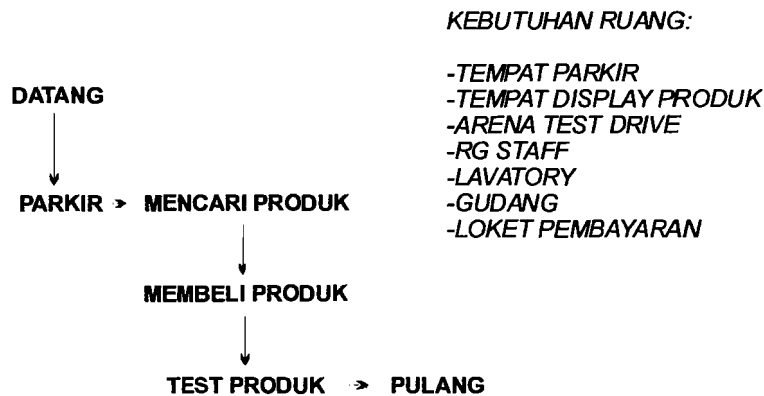 KEBUTUHAN RUANG:
-TEMPAT PARKIR
-TEMPAT DISPLAY PRODUK
-ARENA TEST DRIVE
-RG STAFF
-LAVATORY
-GUDANG
-LOKET PEMBAYARAN
DATANG
PARKIR
MENCARI PRODUK
MEMBELI PRODUK
TEST PRODUK
PULANG